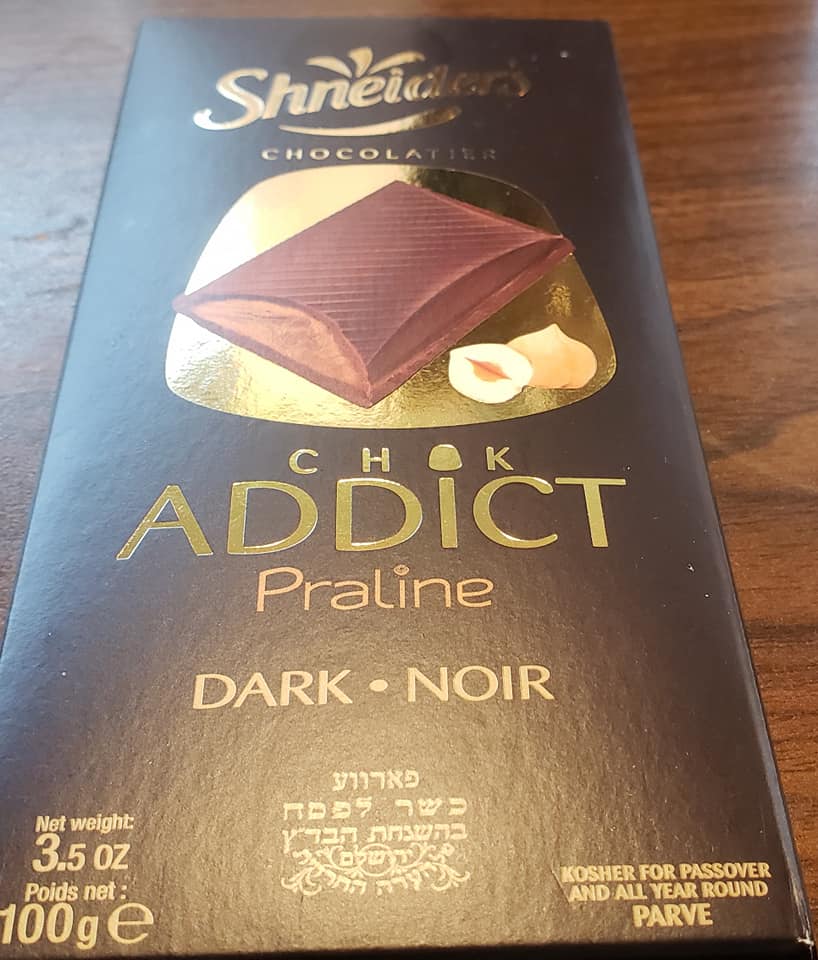 Shneider's
CHOCOLATIER
CHOK
ADDICT
Praline
DARK • NOIR
פארווע
כשר לפסח
בהשגחת הבד״ץ
ירושלם
Net weight:
3.5 OZ
Poids net :
100g e
KOSHER FOR PASSOVER
AND ALL YEAR ROUND
PARVE